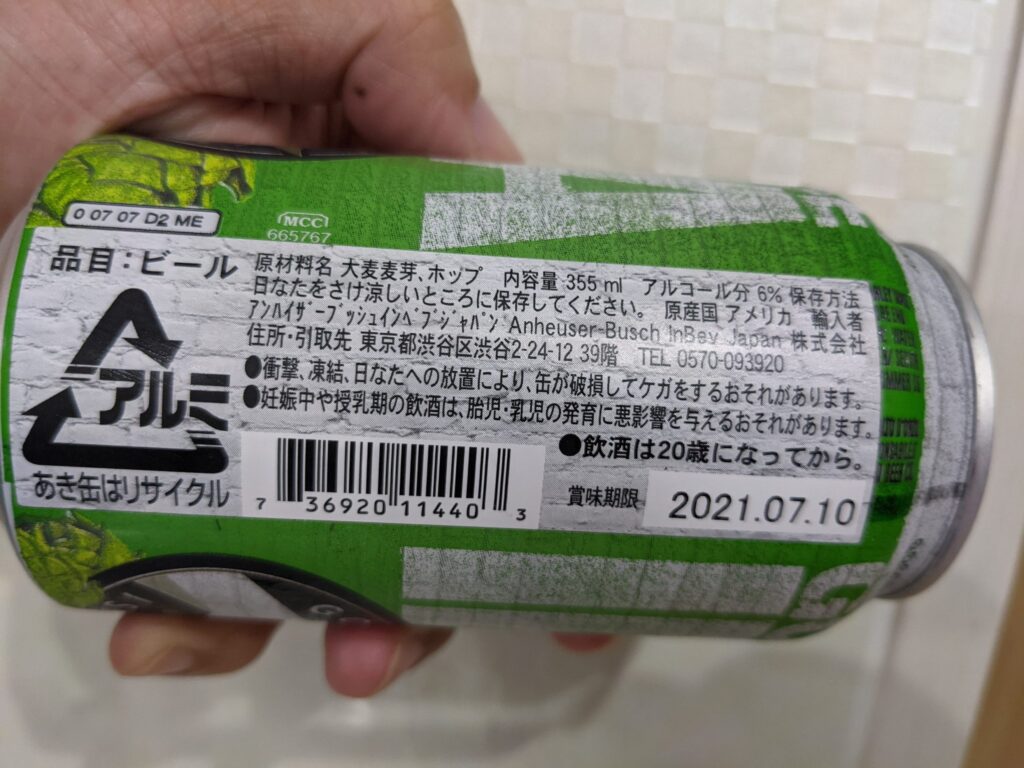 0 07 07 D2 ME
MCC
665767
品目：ビール
原材料名 大麦麦芽、ホップ 内容量 355 ml アルコール分 6% 保存方法
日なたをさけ涼しいところに保存してください。 原産国 アメリカ 輸入者
アンハイザーブッシュインベブジャパン Anheuser-Busch InBev Japan 株式会社
住所・引取先 東京都渋谷区渋谷2-24-12 39階 TEL 0570-093920
●衝撃、凍結、日なたへの放置により、缶が破損してケガをするおそれがあります。
●妊娠中や授乳期の飲酒は、胎児・乳児の発育に悪影響を与えるおそれがあります。
●飲酒は20歳になってから。
アルミ
あき缶はリサイクル
7 36920 11440 3
賞味期限
2021.07.10